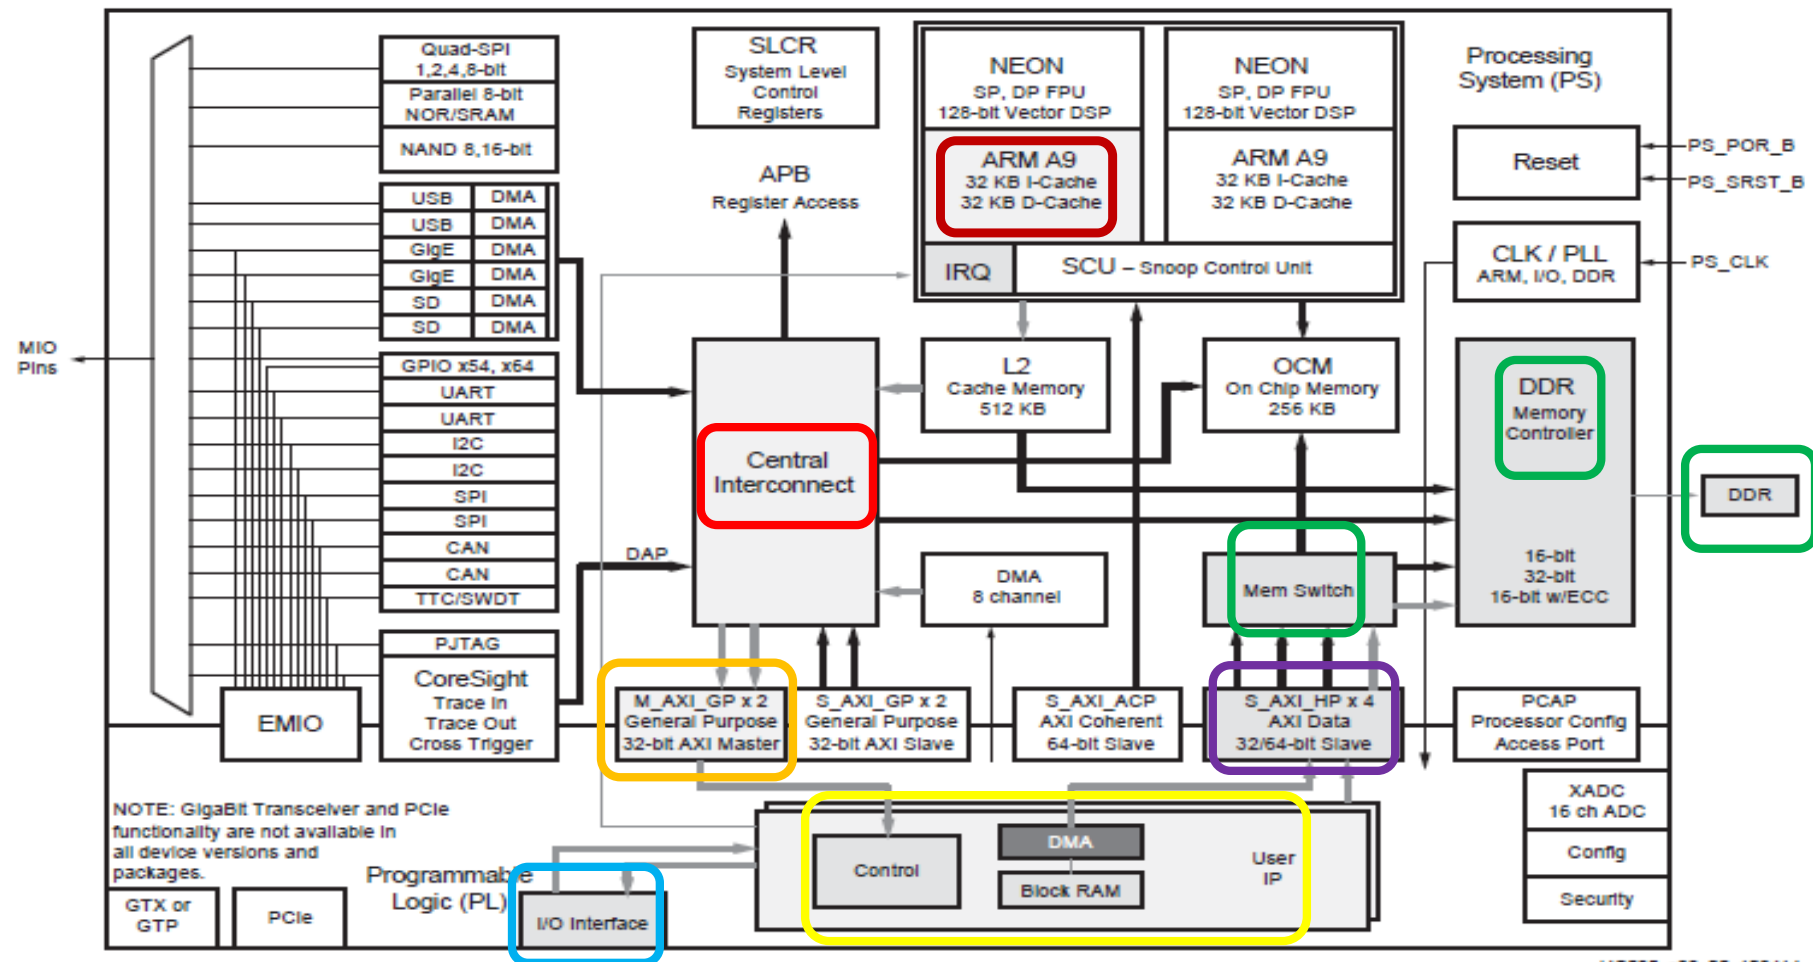 Quad-SPI
1,2,4,8-bit
Parallel 8-bit
NOR/SRAM
NAND 8,16-bit
USB DMA
USB DMA
GigE DMA
GigE DMA
SD DMA
SD DMA
GPIO x54, x64
UART
UART
I2C
I2C
SPI
SPI
CAN
CAN
TTC/SWDT
PJTAG
CoreSight
Trace In
Trace Out
Cross Trigger
MIO
Pins
EMIO
SLCR
System Level
Control
Registers
APB
Register Access
NEON
SP, DP FPU
128-bit Vector DSP
NEON
SP, DP FPU
128-bit Vector DSP
ARM A9
32 KB I-Cache
32 KB D-Cache
ARM A9
32 KB I-Cache
32 KB D-Cache
IRQ
SCU – Snoop Control Unit
Processing
System (PS)
Reset
PS_POR_B
PS_SRST_B
CLK / PLL
ARM, I/O, DDR
PS_CLK
L2
Cache Memory
512 KB
OCM
On Chip Memory
256 KB
DDR
Memory
Controller
16-bit
32-bit
16-bit w/ECC
DDR
Central
Interconnect
DAP
DMA
8 channel
Mem Switch
M_AXI_GP x 2
General Purpose
32-bit AXI Master
S_AXI_GP x 2
General Purpose
32-bit AXI Slave
S_AXI_ACP
AXI Coherent
64-bit Slave
S_AXI_HP x 4
AXI Data
32/64-bit Slave
PCAP
Processor Config
Access Port
XADC
16 ch ADC
Config
Security
NOTE: GigaBit Transceiver and PCIe
functionality are not available in
all device versions and
packages.
Programmable
Logic (PL)
GTX or
GTP
PCIe
I/O Interface
Control
DMA
Block RAM
User
IP